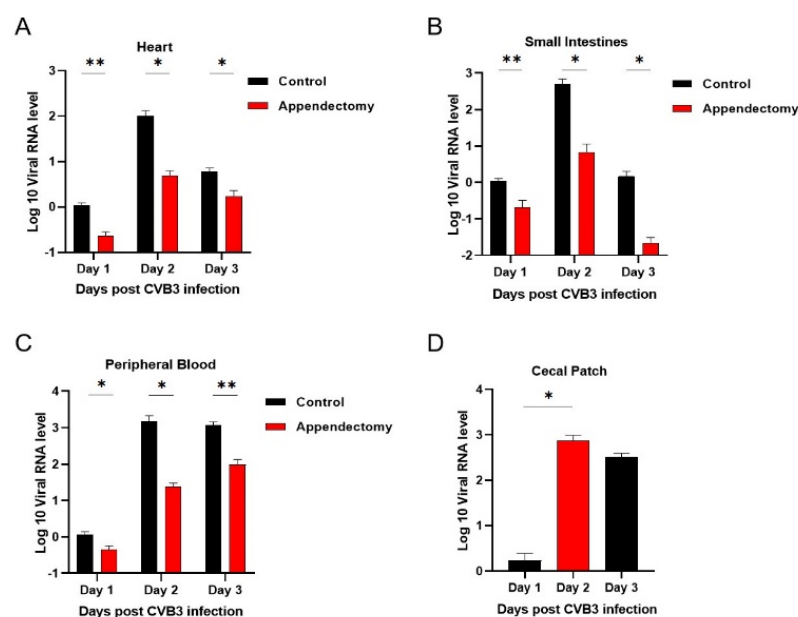 A
Heart
** * *
Log 10 Viral RNA level
3
2
1
0
-1
Day 1 Day 2 Day 3
Days post CVB3 infection
Control
Appendectomy
B
Small Intestines
** * *
Log 10 Viral RNA level
3
2
1
0
-1
-2
Day 1 Day 2 Day 3
Days post CVB3 infection
Control
Appendectomy
C
Peripheral Blood
* * **
Log 10 Viral RNA level
4
3
2
1
0
-1
Day 1 Day 2 Day 3
Days post CVB3 infection
Control
Appendectomy
D
Cecal Patch
*
Log 10 Viral RNA level
4
3
2
1
0
Day 1 Day 2 Day 3
Days post CVB3 infection